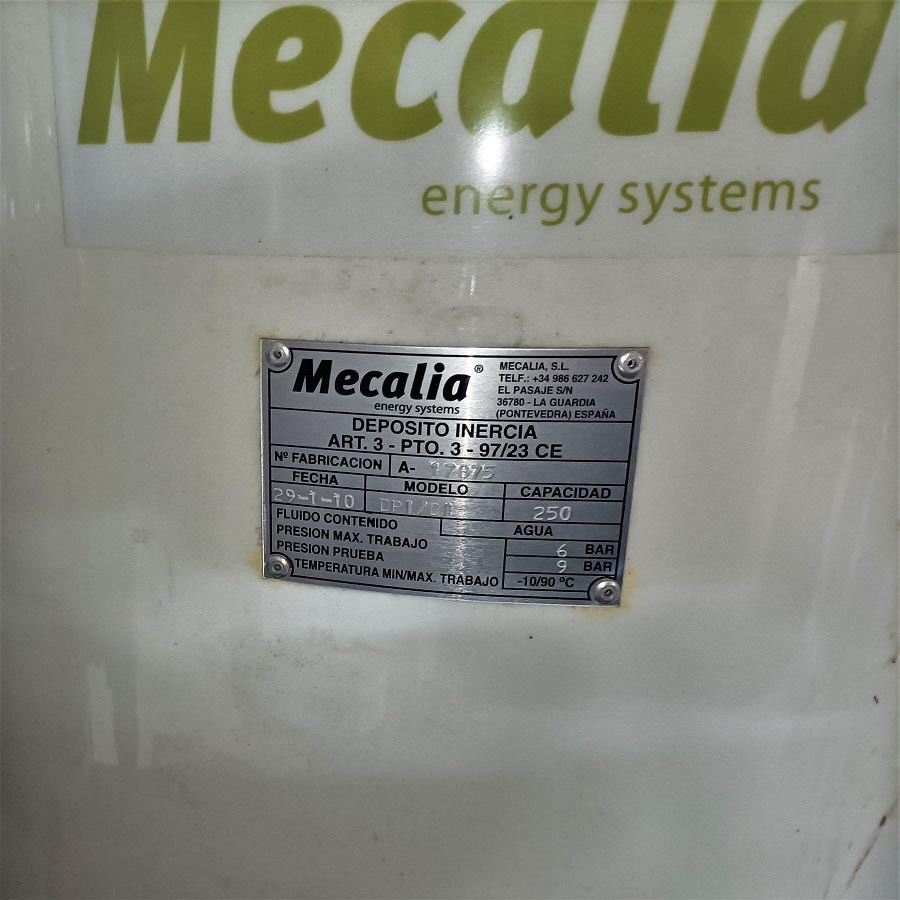 Mecalia
energy systems
Mecalia®
energy systems
MECALIA, S.L.
TELF.: +34 986 627 242
EL PASAJE S/N
36780 - LA GUARDIA
(PONTEVEDRA) ESPAÑA
DEPOSITO INERCIA
ART. 3 - PTO. 3 - 97/23 CE
Nº FABRICACION A-
FECHA MODELO CAPACIDAD
29-1-10 250
FLUIDO CONTENIDO AGUA
PRESION MAX. TRABAJO 6 BAR
PRESION PRUEBA 9 BAR
TEMPERATURA MIN/MAX. TRABAJO -10/90 ºC